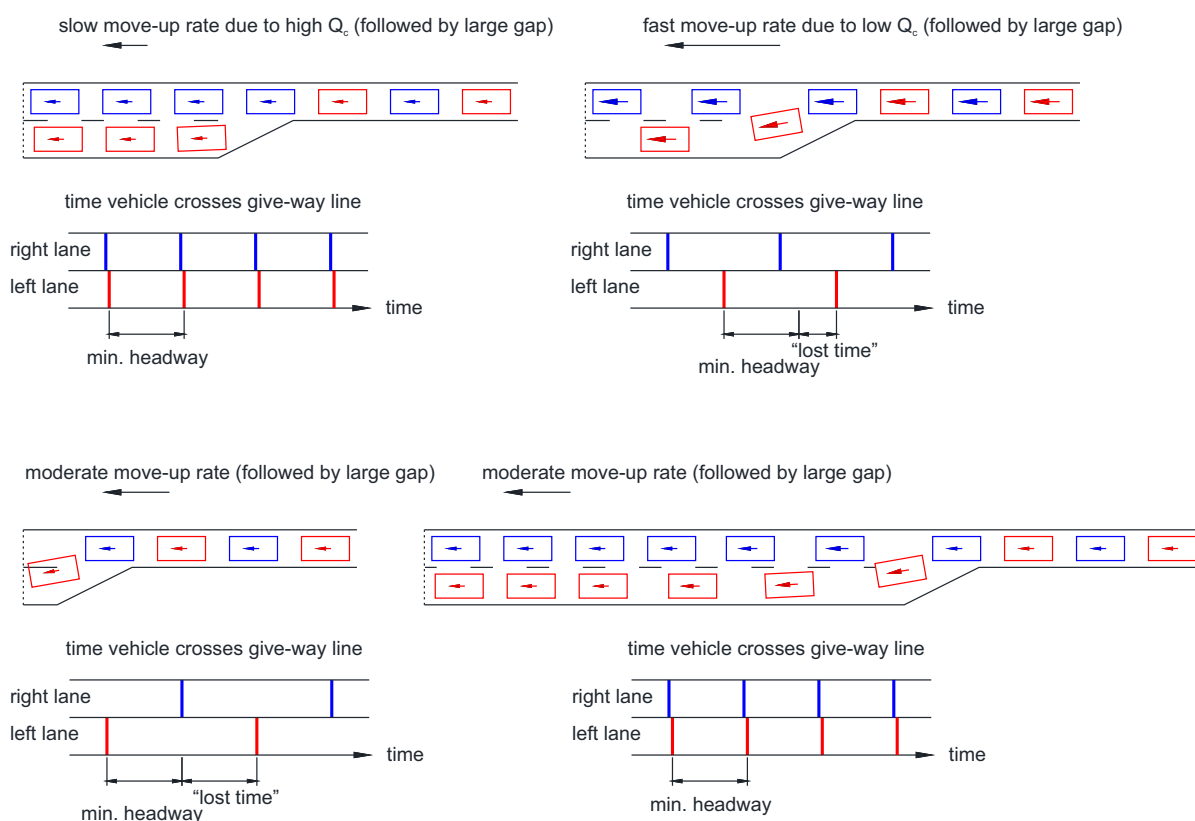 slow move-up rate due to high Qc (followed by large gap)
time vehicle crosses give-way line
right lane
left lane
time
min. headway
fast move-up rate due to low Qc (followed by large gap)
time vehicle crosses give-way line
time
“lost time”
min. headway
moderate move-up rate (followed by large gap)
time vehicle crosses give-way line
right lane
left lane
time
“lost time”
min. headway
moderate move-up rate (followed by large gap)
time vehicle crosses give-way line
right lane
left lane
time
min. headway